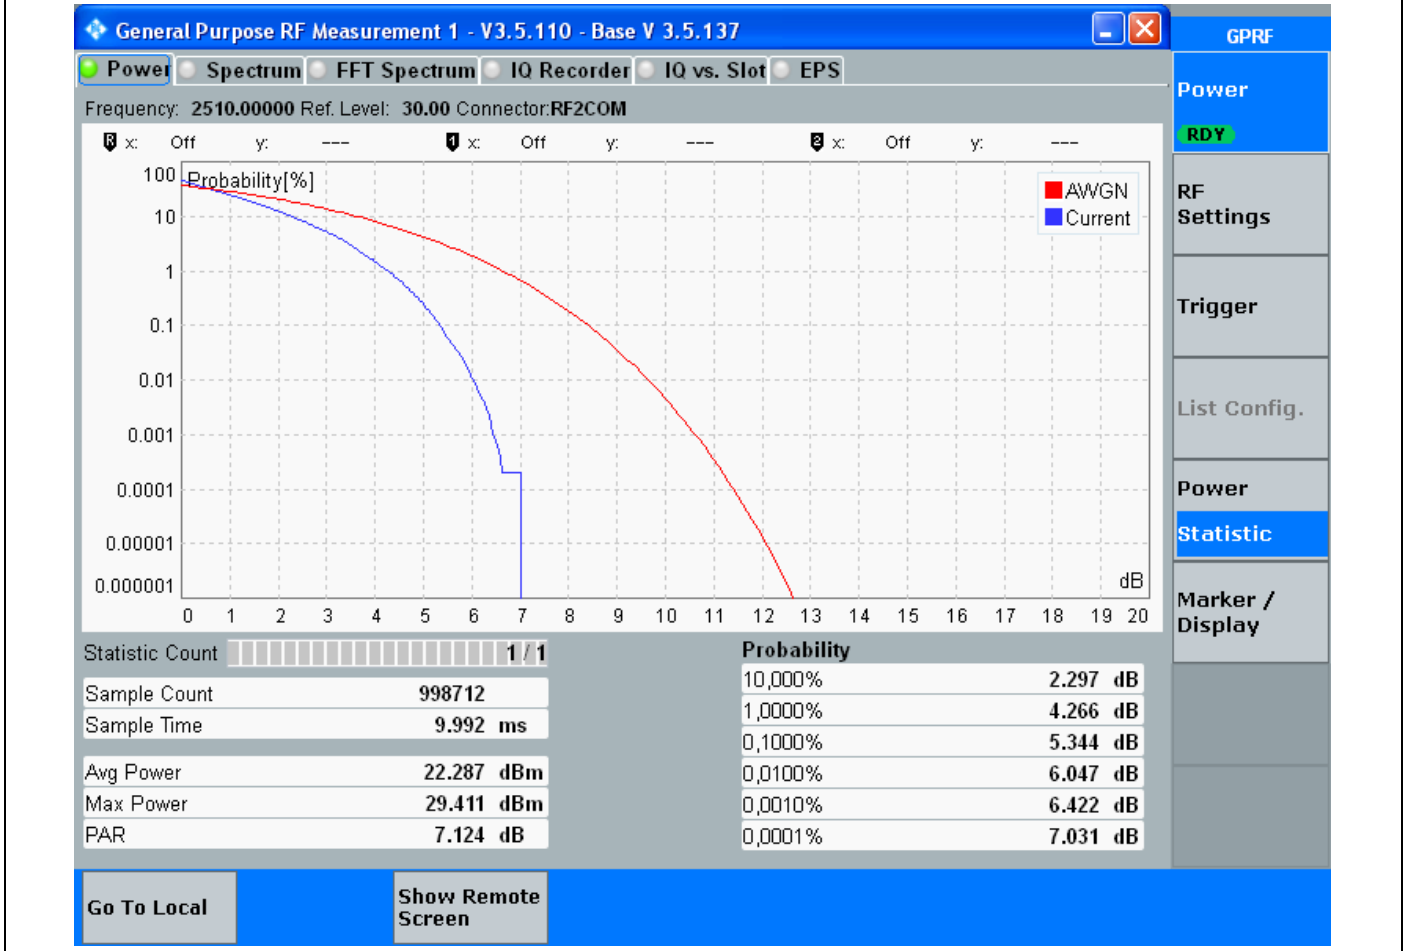 General Purpose RF Measurement 1 - V3.5.110 - Base V 3.5.137
GPRF
Power Spectrum FFT Spectrum IQ Recorder IQ vs. Slot EPS
Frequency: 2510.00000 Ref. Level: 30.00 Connector:RF2COM
R x: Off y: --- 1 x: Off y: --- 2 x: Off y: ---
Probability[%]
AWGN
Current
100
10
1
0.1
0.01
0.001
0.0001
0.00001
0.000001
dB
0 1 2 3 4 5 6 7 8 9 10 11 12 13 14 15 16 17 18 19 20
Statistic Count 1 / 1
Sample Count 998712
Sample Time 9.992 ms
Avg Power 22.287 dBm
Max Power 29.411 dBm
PAR 7.124 dB
Probability
10,000% 2.297 dB
1,0000% 4.266 dB
0,1000% 5.344 dB
0,0100% 6.047 dB
0,0010% 6.422 dB
0,0001% 7.031 dB
Power
RDY
RF
Settings
Trigger
List Config.
Power
Statistic
Marker /
Display
Go To Local
Show Remote
Screen